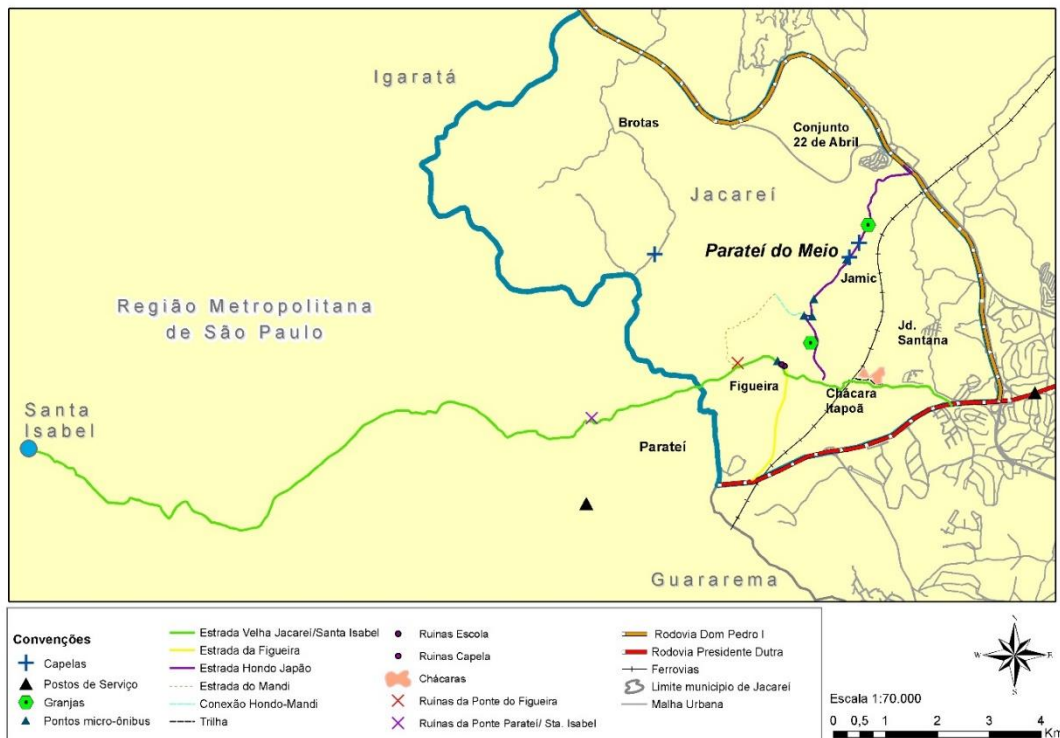 Igaratá
Brotas
Conjunto
22 de Abril
Jacareí
Parateí do Meio
Jamic
Região Metropolitana
de São Paulo
Jd.
Santana
Figueira
Chácara
Itapoã
Santa
Isabel
Parateí
Guararema
Convenções
Capelas
Postos de Serviço
Granjas
Pontos micro-ônibus
Estrada Velha Jacareí/Santa Isabel
Estrada da Figueira
Estrada Hondo Japão
Estrada do Mandi
Conexão Hondo-Mandi
Trilha
Ruinas Escola
Ruinas Capela
Chácaras
Ruínas da Ponte do Figueira
Ruínas da Ponte Parateí/ Sta. Isabel
Rodovia Dom Pedro I
Rodovia Presidente Dutra
Ferrovias
Limite municipio de Jacareí
Malha Urbana
N
W E
S
Escala 1:70.000
0 0,5 1 2 3 4
Km